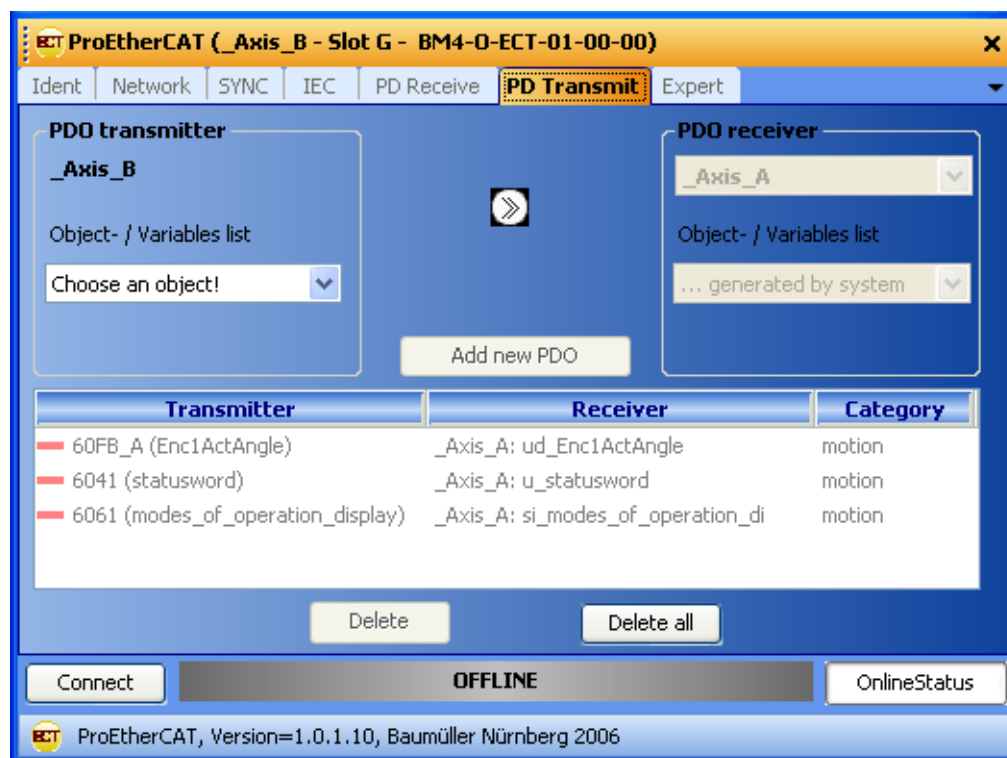 ECT ProEtherCAT (_Axis_B - Slot G - BM4-O-ECT-01-00-00)
Ident Network SYNC IEC PD Receive PD Transmit Expert
PDO transmitter
_Axis_B
Object- / Variables list
Choose an object!
PDO receiver
_Axis_A
Object- / Variables list
... generated by system
Add new PDO
Transmitter Receiver Category
60FB_A (Enc1ActAngle) _Axis_A: ud_Enc1ActAngle motion
6041 (statusword) _Axis_A: u_statusword motion
6061 (modes_of_operation_display) _Axis_A: si_modes_of_operation_di motion
Delete Delete all
Connect OFFLINE OnlineStatus
ECT ProEtherCAT, Version=1.0.1.10, Baumüller Nürnberg 2006